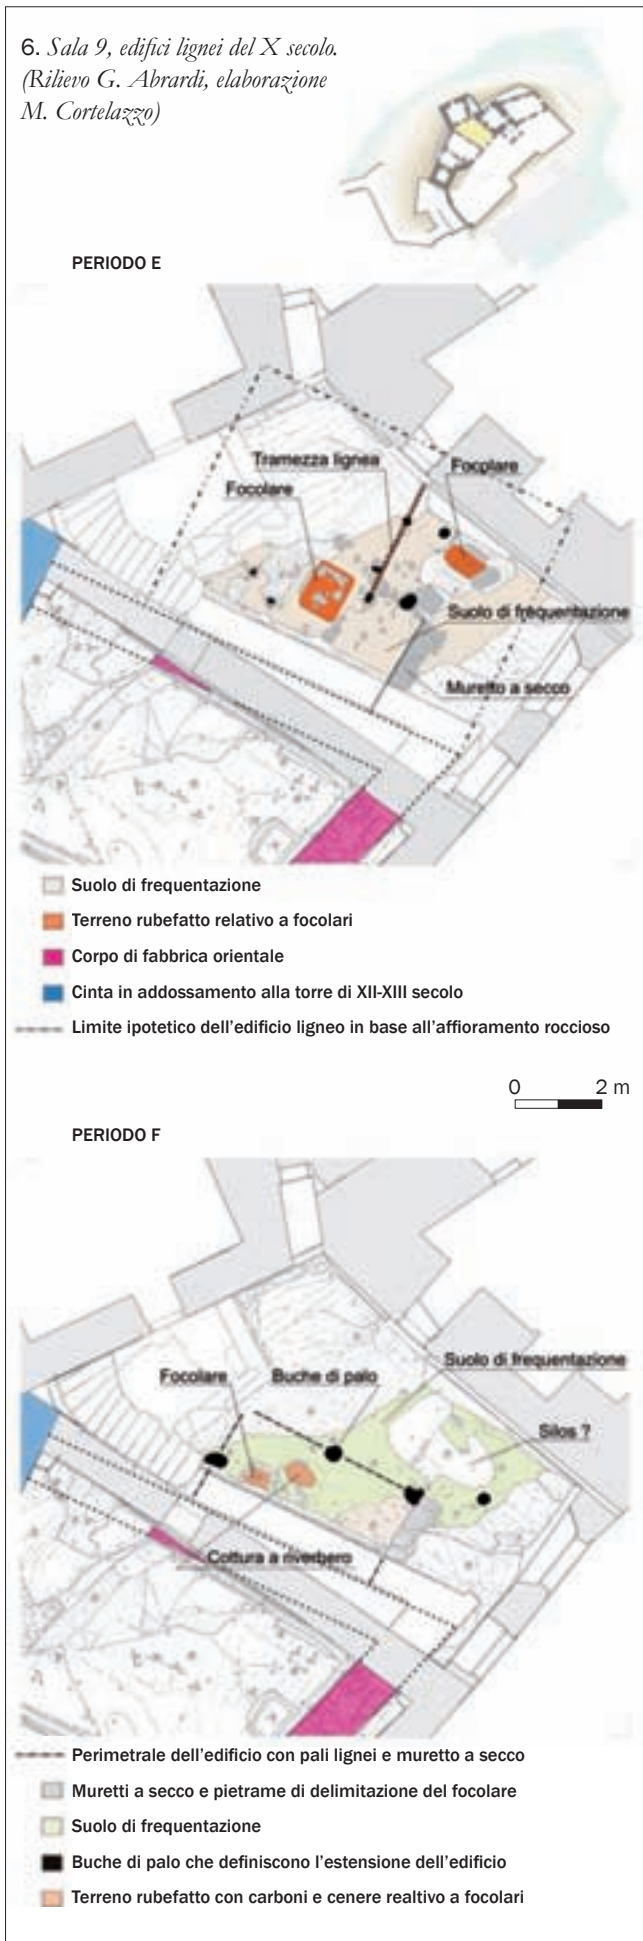 6. Sala 9, edifici lignei del X secolo.
(Rilievo G. Abrardi, elaborazione
M. Cortelazzo)
PERIODO E
Tramezza lignea
Focolare
Focolare
Suolo di frequentazione
Muretto a secco
Suolo di frequentazione
Terreno rubefatto relativo a focolari
Corpo di fabbrica orientale
Cinta in addossamento alla torre di XII-XIII secolo
Limite ipotetico dell'edificio ligneo in base all'affioramento roccioso
0 2 m
PERIODO F
Suolo di frequentazione
Focolare
Buche di palo
Silos ?
Cottura a riverbero
Perimetrale dell'edificio con pali lignei e muretto a secco
Muretti a secco e pietrame di delimitazione del focolare
Suolo di frequentazione
Buche di palo che definiscono l'estensione dell'edificio
Terreno rubefatto con carboni e cenere realtivo a focolari